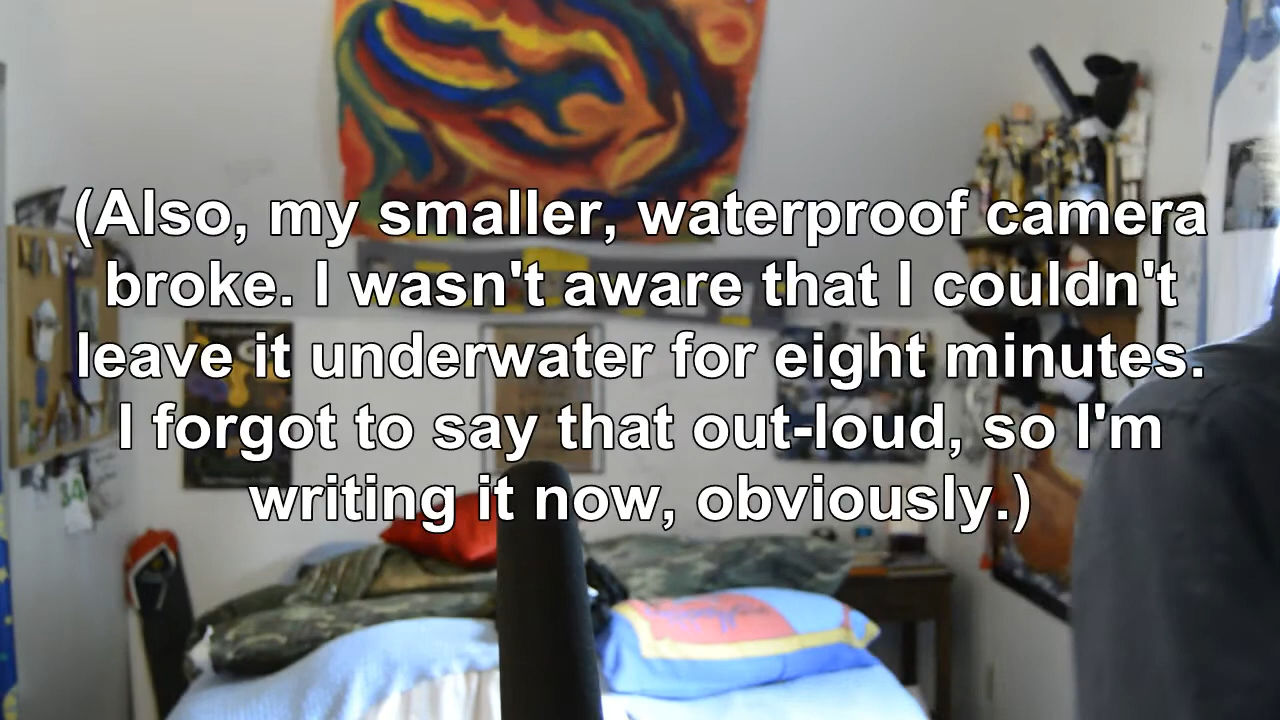 (Also, my smaller, waterproof camera
broke. I wasn't aware that I couldn't
leave it underwater for eight minutes.
I forgot to say that out-loud, so I'm
writing it now, obviously.)